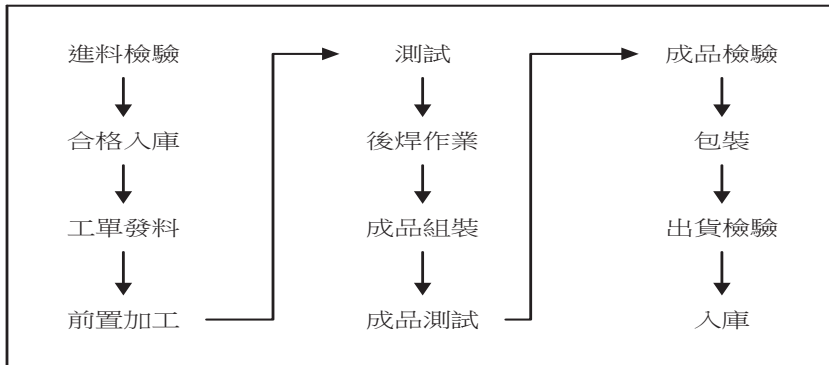 進料檢驗
合格入庫
工單發料
前置加工
測試
後焊作業
成品組裝
成品測試
成品檢驗
包裝
出貨檢驗
入庫